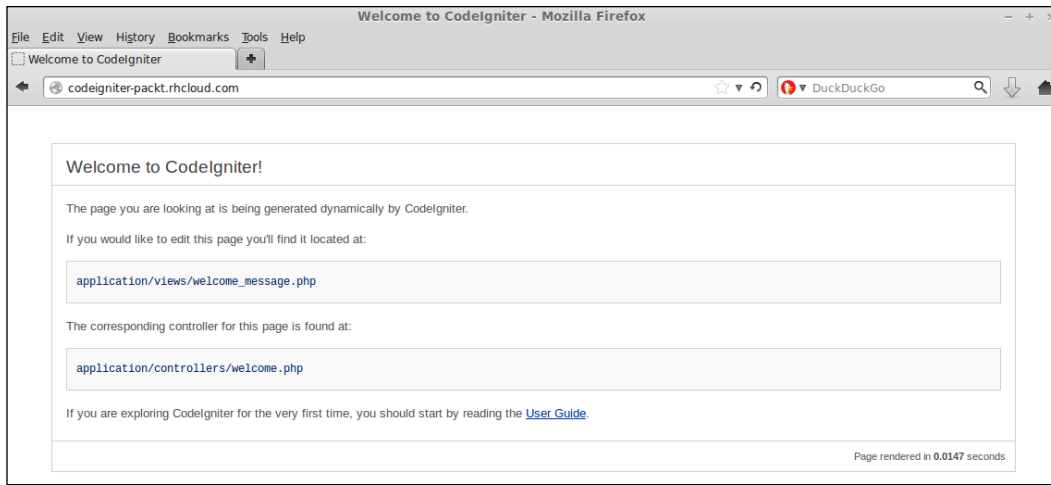 Welcome to CodeIgniter - Mozilla Firefox
File Edit View History Bookmarks Tools Help
Welcome to CodeIgniter
codeigniter-packt.rhcloud.com DuckDuckGo
Welcome to CodeIgniter!
The page you are looking at is being generated dynamically by CodeIgniter.
If you would like to edit this page you'll find it located at:
application/views/welcome_message.php
The corresponding controller for this page is found at:
application/controllers/welcome.php
If you are exploring CodeIgniter for the very first time, you should start by reading the User Guide.
Page rendered in 0.0147 seconds